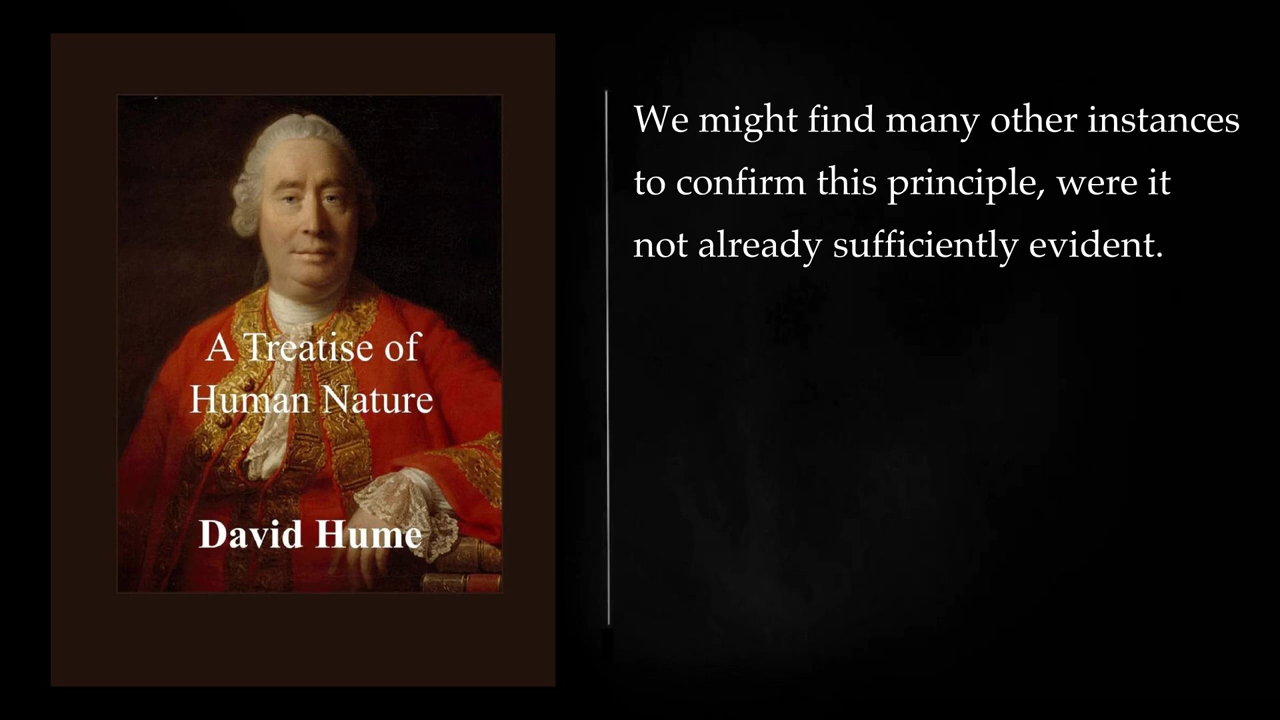 A Treatise of
Human Nature
David Hume
We might find many other instances
to confirm this principle, were it
not already sufficiently evident.